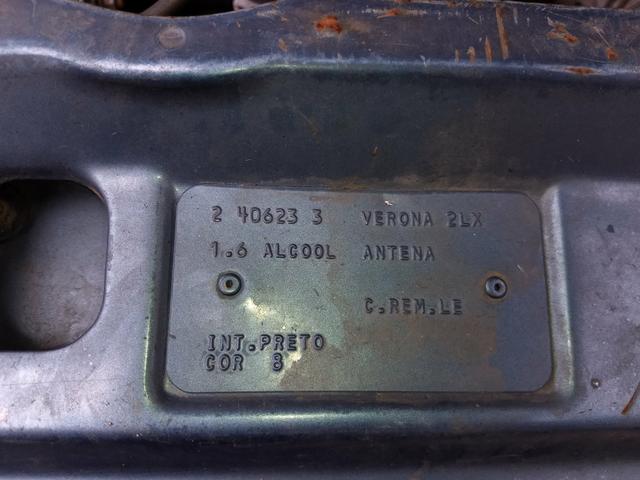 2 40623 3 VERONA 2LX
1.6 ALCOOL ANTENA
C.REM.LE
INT.PRETO
COR 8